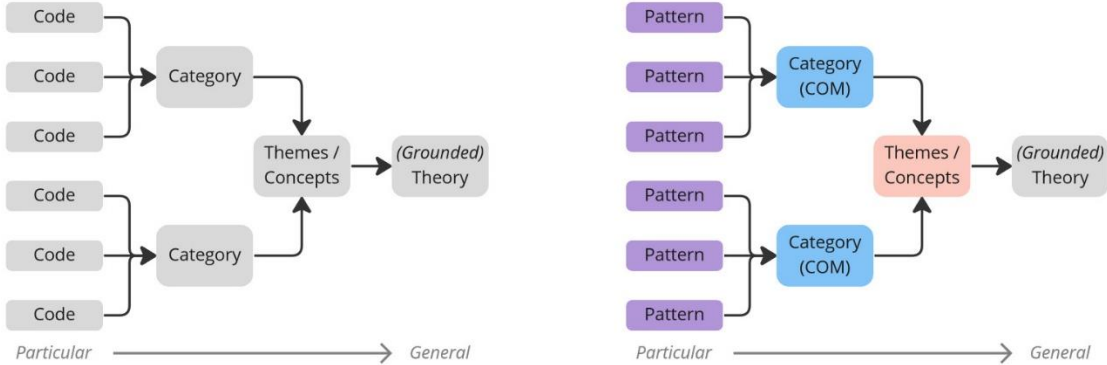 Code
Code
Code
Category
Code
Code
Code
Category
Themes /
Concepts
(Grounded)
Theory
Particular
General
Pattern
Pattern
Pattern
Category
(COM)
Pattern
Pattern
Pattern
Category
(COM)
Themes /
Concepts
(Grounded)
Theory
Particular
General